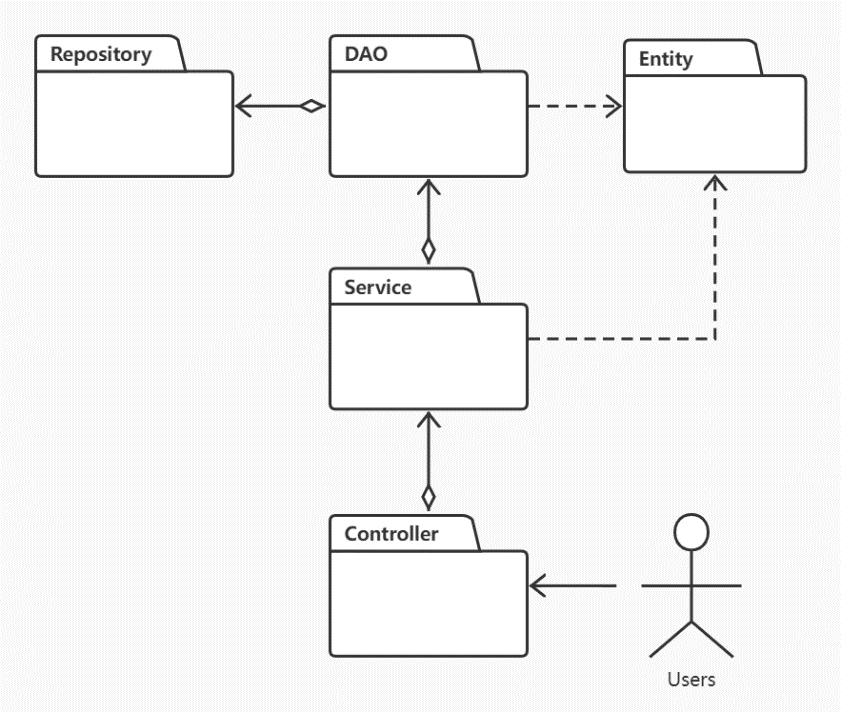 Repository
DAO
Entity
Service
Controller
Users